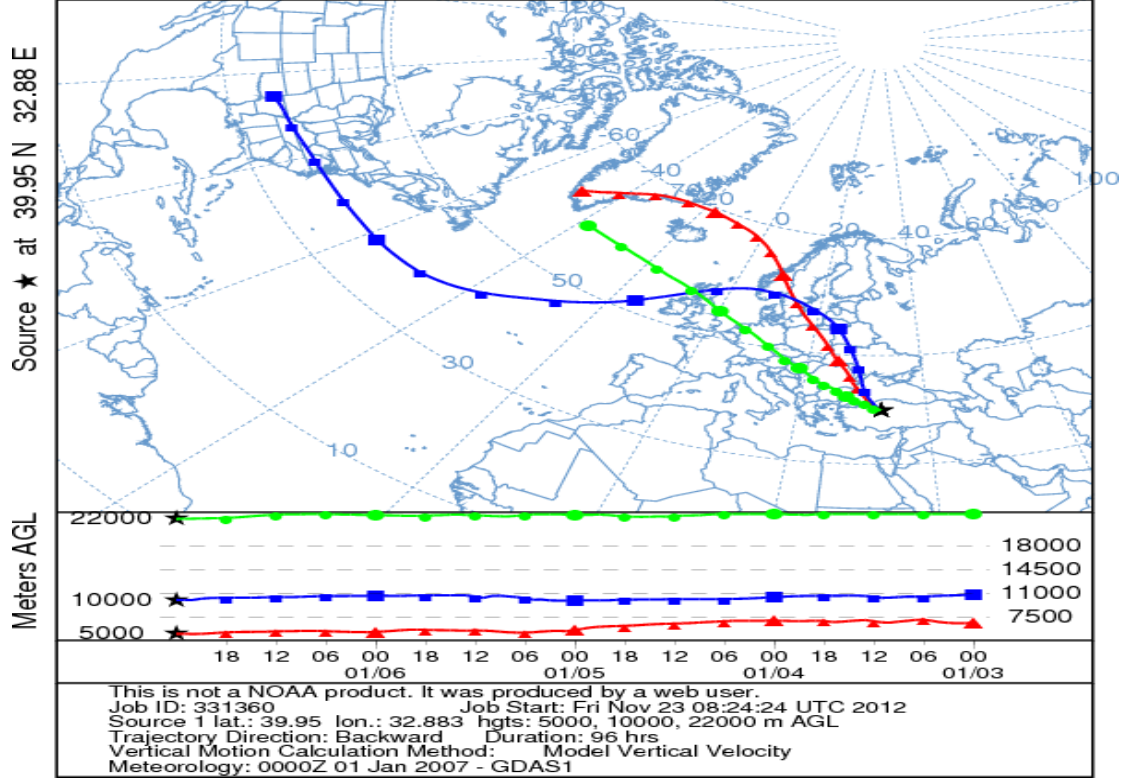 Source ★ at 39.95 N 32.88 E
100
60
40
20
0
20
40
60
100
50
30
10
Meters AGL
22000
10000
5000
18000
14500
11000
7500
18 12 06 00 18 12 06 00 18 12 06 00 18 12 06 00
01/06 01/05 01/04 01/03
This is not a NOAA product. It was produced by a web user.
Job ID: 331360 Job Start: Fri Nov 23 08:24:24 UTC 2012
Source 1 lat.: 39.95 lon.: 32.883 hgts: 5000, 10000, 22000 m AGL
Trajectory Direction: Backward Duration: 96 hrs
Vertical Motion Calculation Method: Model Vertical Velocity
Meteorology: 0000Z 01 Jan 2007 - GDAS1